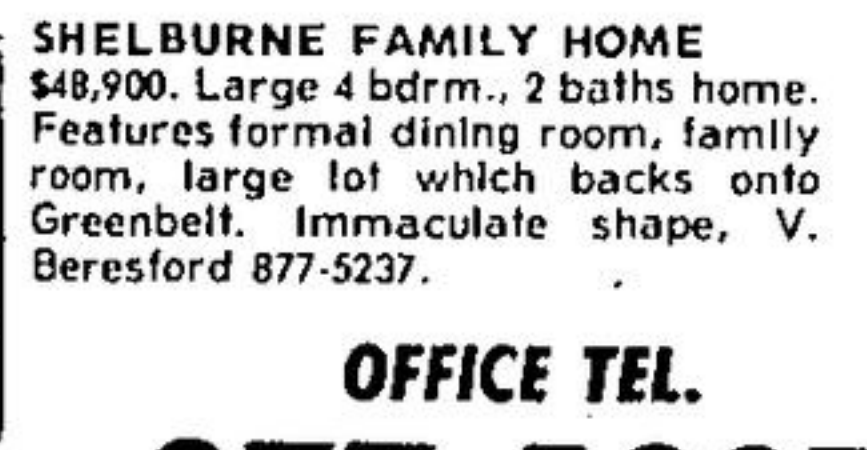 SHELBURNE FAMILY HOME
$48,900. Large 4 bdrm., 2 baths home.
Features formal dining room, family
room, large lot which backs onto
Greenbelt. Immaculate shape, V.
Beresford 877-5237.
OFFICE TEL.